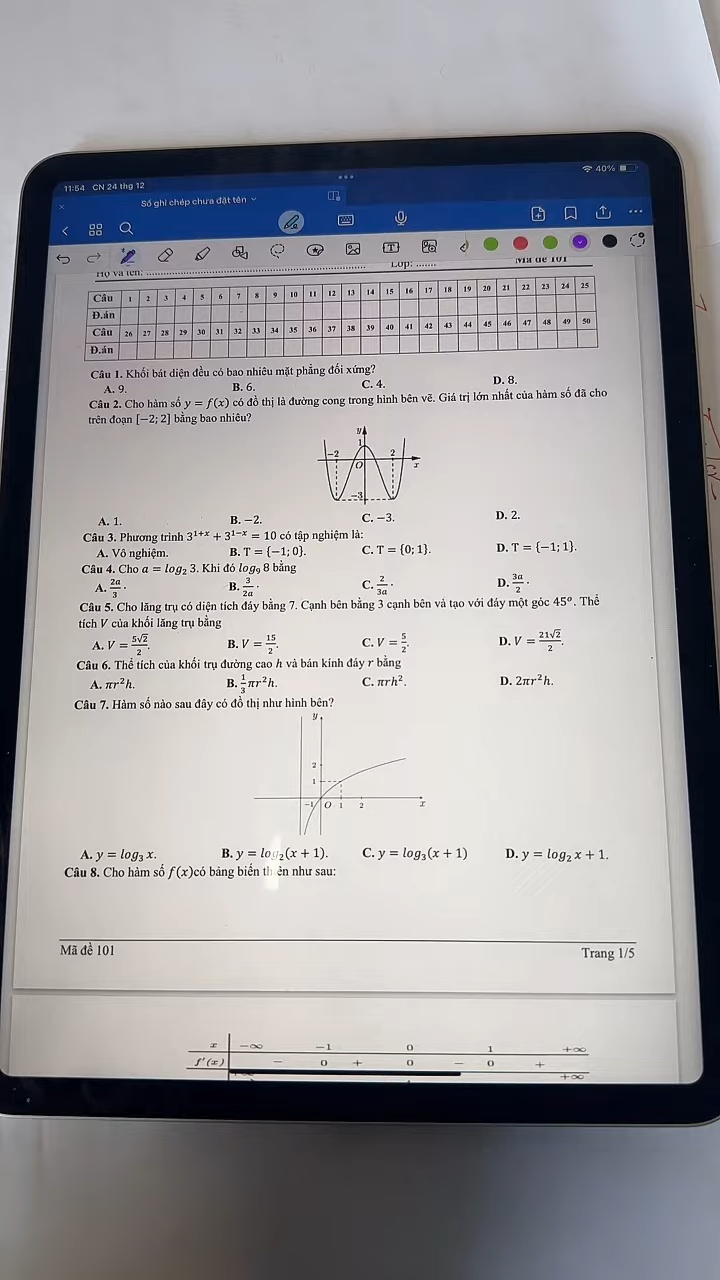 11:54 CN 24 thg 12
40%
Sổ ghi chép chưa đặt tên
Họ và tên: Lớp: Mã đề 101
Câu 1 2 3 4 5 6 7 8 9 10 11 12 13 14 15 16 17 18 19 20 21 22 23 24 25
Đ.án
Câu 26 27 28 29 30 31 32 33 34 35 36 37 38 39 40 41 42 43 44 45 46 47 48 49 50
Đ.án
Câu 1. Khối bát diện đều có bao nhiêu mặt phẳng đối xứng?
A. 9. B. 6. C. 4. D. 8.
Câu 2. Cho hàm số y = f(x) có đồ thị là đường cong trong hình bên vẽ. Giá trị lớn nhất của hàm số đã cho
trên đoạn [−2; 2] bằng bao nhiêu?
y
1
−2 2
O x
−3
A. 1. B. −2. C. −3. D. 2.
Câu 3. Phương trình 3^{1+x} + 3^{1−x} = 10 có tập nghiệm là:
A. Vô nghiệm. B. T = {−1; 0}. C. T = {0; 1}. D. T = {−1; 1}.
Câu 4. Cho a = log₂ 3. Khi đó log₉ 8 bằng
A. 2a/3 . B. 3/2a . C. 2/3a . D. 3a/2 .
Câu 5. Cho lăng trụ có diện tích đáy bằng 7. Cạnh bên bằng 3 cạnh bên và tạo với đáy một góc 45°. Thể
tích V của khối lăng trụ bằng
A. V = 5√2/2. B. V = 15/2. C. V = 5/2. D. V = 21√2/2.
Câu 6. Thể tích của khối trụ đường cao h và bán kính đáy r bằng
A. πr²h. B. 1/3 πr²h. C. πrh². D. 2πr²h.
Câu 7. Hàm số nào sau đây có đồ thị như hình bên?
y
2
1
−1 O 1 2 x
A. y = log₃ x. B. y = log₂(x + 1). C. y = log₃(x + 1) D. y = log₂ x + 1.
Câu 8. Cho hàm số f(x)có bảng biến thiên như sau:
Mã đề 101 Trang 1/5
x −∞ −1 0 1 +∞
f'(x) − 0 + 0 − 0 +
+∞